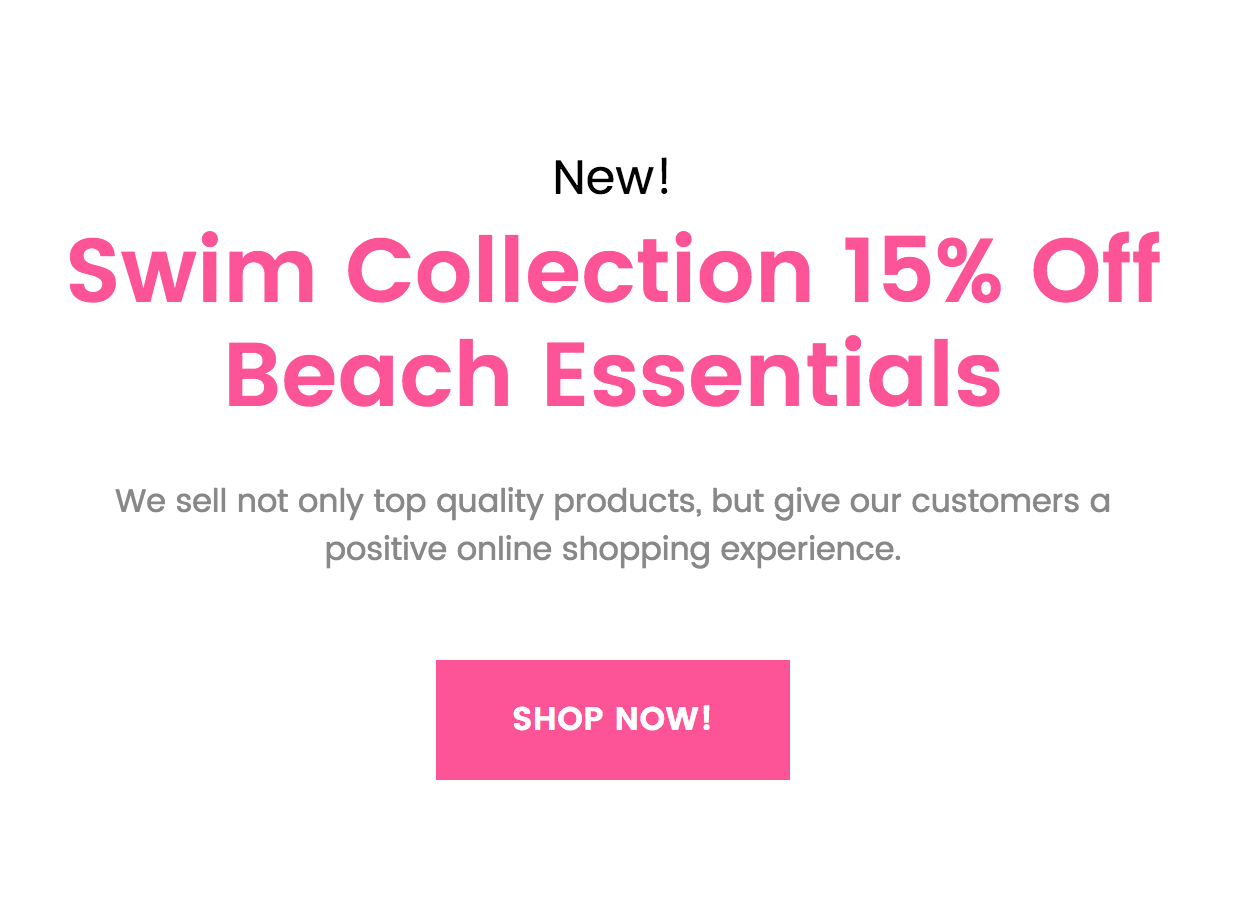 New!
Swim Collection 15% Off
Beach Essentials
We sell not only top quality products, but give our customers a
positive online shopping experience.
SHOP NOW!